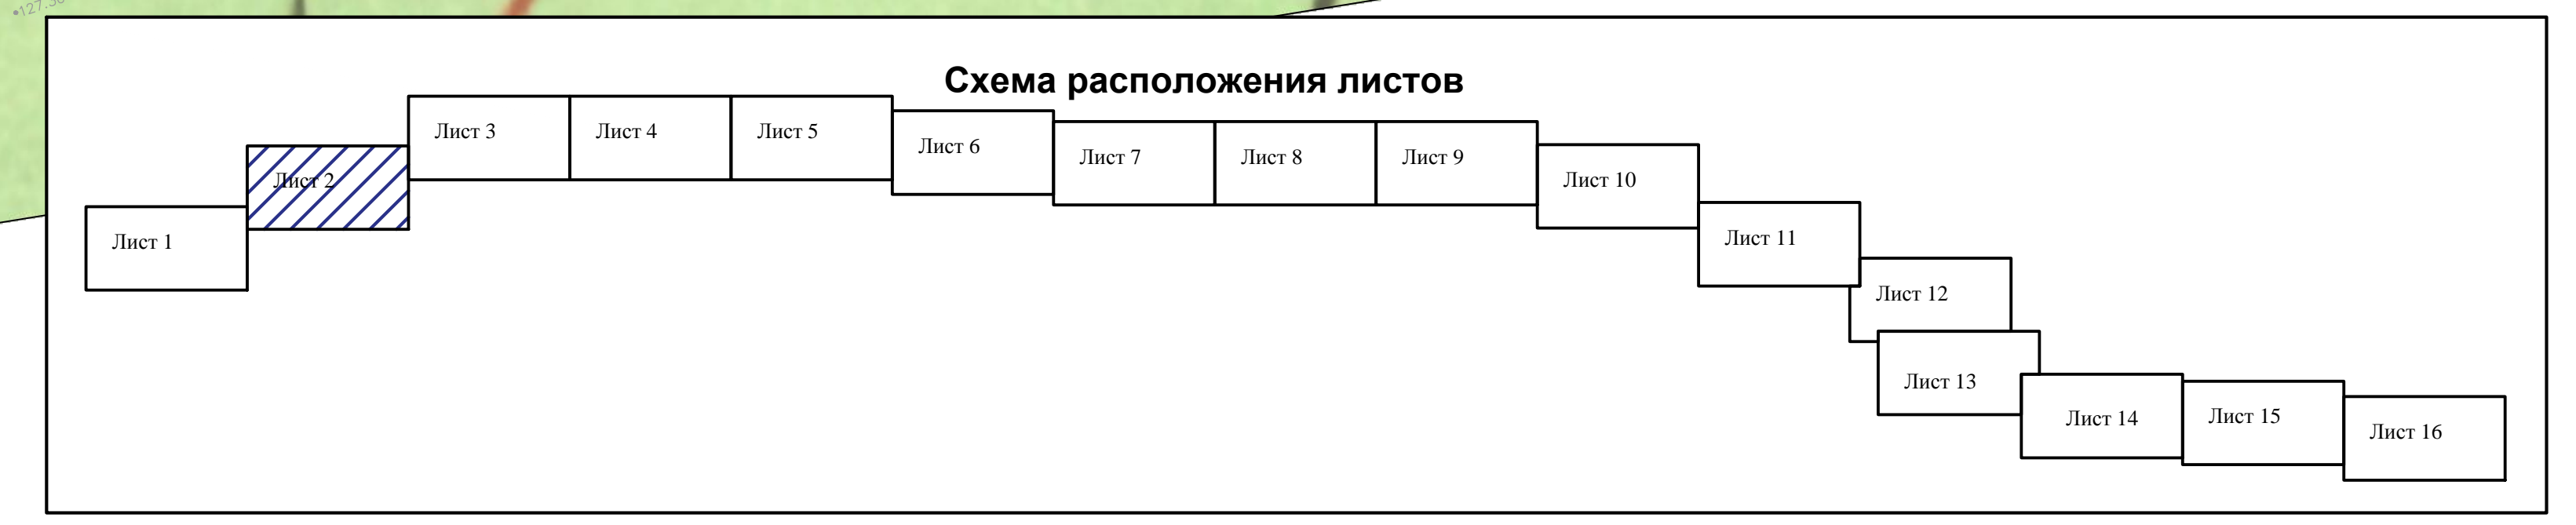 Схема расположения листов
Лист 1
Лист 2
Лист 3
Лист 4
Лист 5
Лист 6
Лист 7
Лист 8
Лист 9
Лист 10
Лист 11
Лист 12
Лист 13
Лист 14
Лист 15
Лист 16